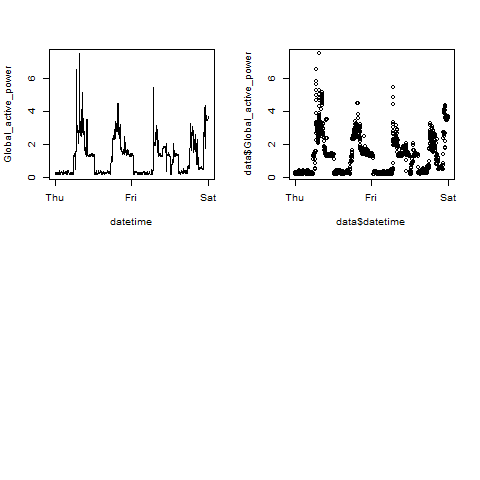 Global_active_power
6
4
2
0
Thu Fri Sat
datetime
data$Global_active_power
6
4
2
0
Thu Fri Sat
data$datetime